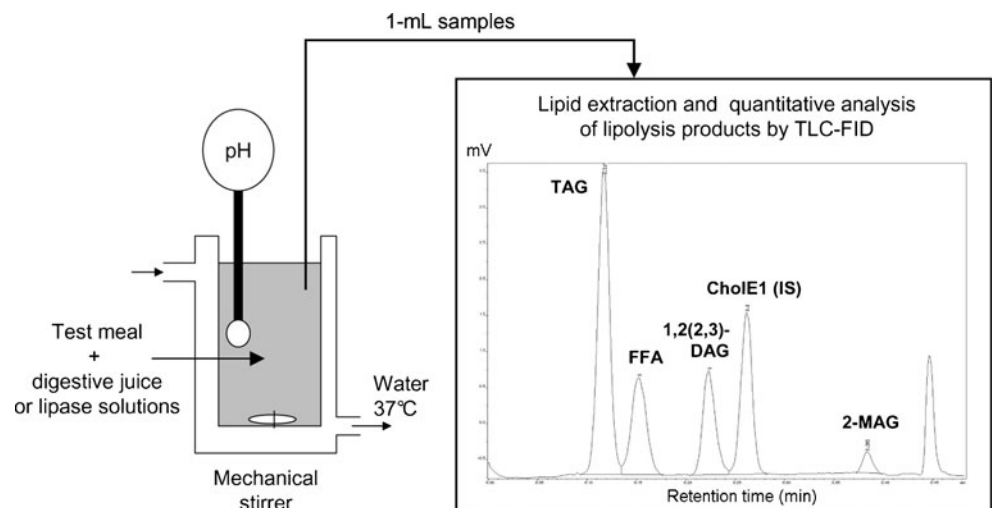 1-mL samples
pH
Test meal
+
digestive juice
or lipase solutions
Water
37°C
Mechanical
stirrer
Lipid extraction and quantitative analysis
of lipolysis products by TLC-FID
mV
TAG
FFA
1,2(2,3)-
DAG
CholE1 (IS)
2-MAG
Retention time (min)